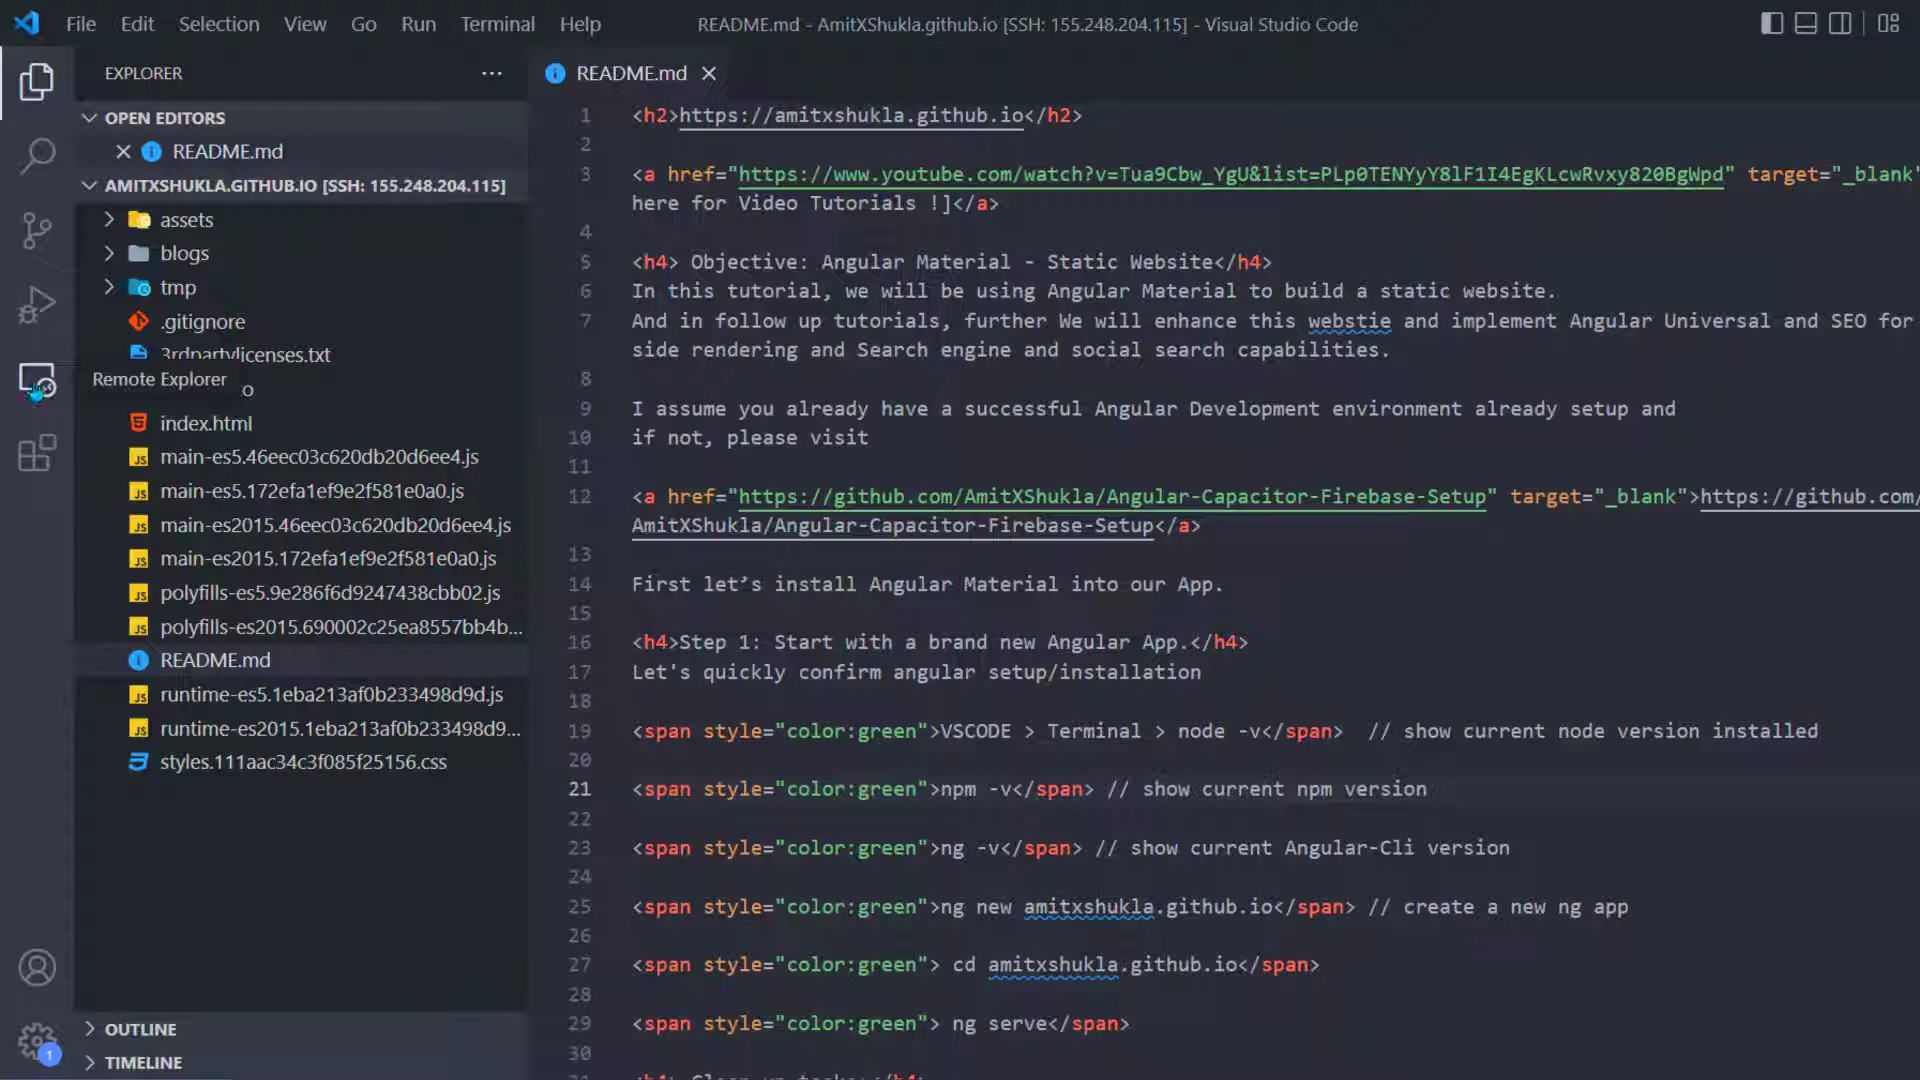 File Edit Selection View Go Run Terminal Help
README.md - AmitXShukla.github.io [SSH: 155.248.204.115] - Visual Studio Code
EXPLORER ···
README.md
OPEN EDITORS
README.md
AMITXSHUKLA.GITHUB.IO [SSH: 155.248.204.115]
assets
blogs
tmp
.gitignore
3rdpartylicenses.txt
Remote Explorer
o
index.html
JS main-es5.46eec03c620db20d6ee4.js
JS main-es5.172efa1ef9e2f581e0a0.js
JS main-es2015.46eec03c620db20d6ee4.js
JS main-es2015.172efa1ef9e2f581e0a0.js
JS polyfills-es5.9e286f6d9247438cbb02.js
JS polyfills-es2015.690002c25ea8557bb4b...
README.md
JS runtime-es5.1eba213af0b233498d9d.js
JS runtime-es2015.1eba213af0b233498d9...
styles.111aac34c3f085f25156.css
OUTLINE
1
TIMELINE
1 <h2>https://amitxshukla.github.io</h2>
2
3 <a href="https://www.youtube.com/watch?v=Tua9Cbw_YgU&list=PLp0TENYyY8lF1I4EgKLcwRvxy820BgWpd" target="_blank"
here for Video Tutorials !]</a>
4
5 <h4> Objective: Angular Material - Static Website</h4>
6 In this tutorial, we will be using Angular Material to build a static website.
7 And in follow up tutorials, further We will enhance this webstie and implement Angular Universal and SEO for
side rendering and Search engine and social search capabilities.
8
9 I assume you already have a successful Angular Development environment already setup and
10 if not, please visit
11
12 <a href="https://github.com/AmitXShukla/Angular-Capacitor-Firebase-Setup" target="_blank">https://github.com/
AmitXShukla/Angular-Capacitor-Firebase-Setup</a>
13
14 First let’s install Angular Material into our App.
15
16 <h4>Step 1: Start with a brand new Angular App.</h4>
17 Let's quickly confirm angular setup/installation
18
19 <span style="color:green">VSCODE > Terminal > node -v</span> // show current node version installed
20
21 <span style="color:green">npm -v</span> // show current npm version
22
23 <span style="color:green">ng -v</span> // show current Angular-Cli version
24
25 <span style="color:green">ng new amitxshukla.github.io</span> // create a new ng app
26
27 <span style="color:green"> cd amitxshukla.github.io</span>
28
29 <span style="color:green"> ng serve</span>
30